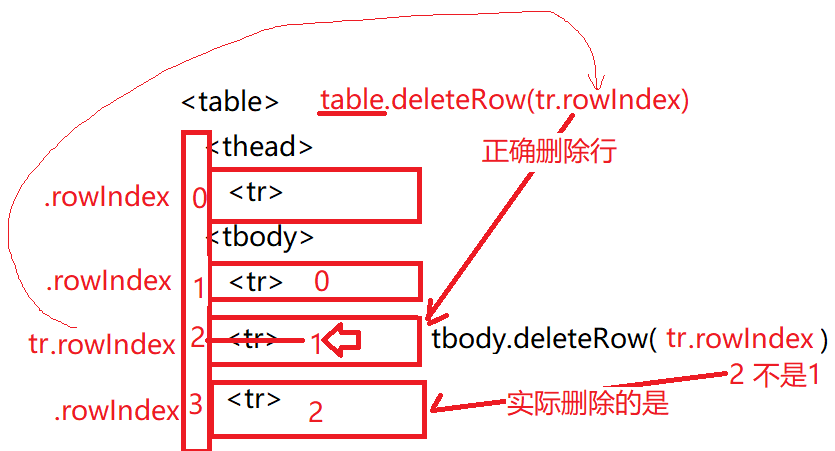 <table> table.deleteRow(tr.rowIndex)
<thead> 正确删除行
.rowIndex 0 <tr>
<tbody>
.rowIndex 1 <tr> 0
tr.rowIndex 2 <tr> 1 tbody.deleteRow( tr.rowIndex )
2 不是1
.rowIndex 3 <tr> 2 实际删除的是